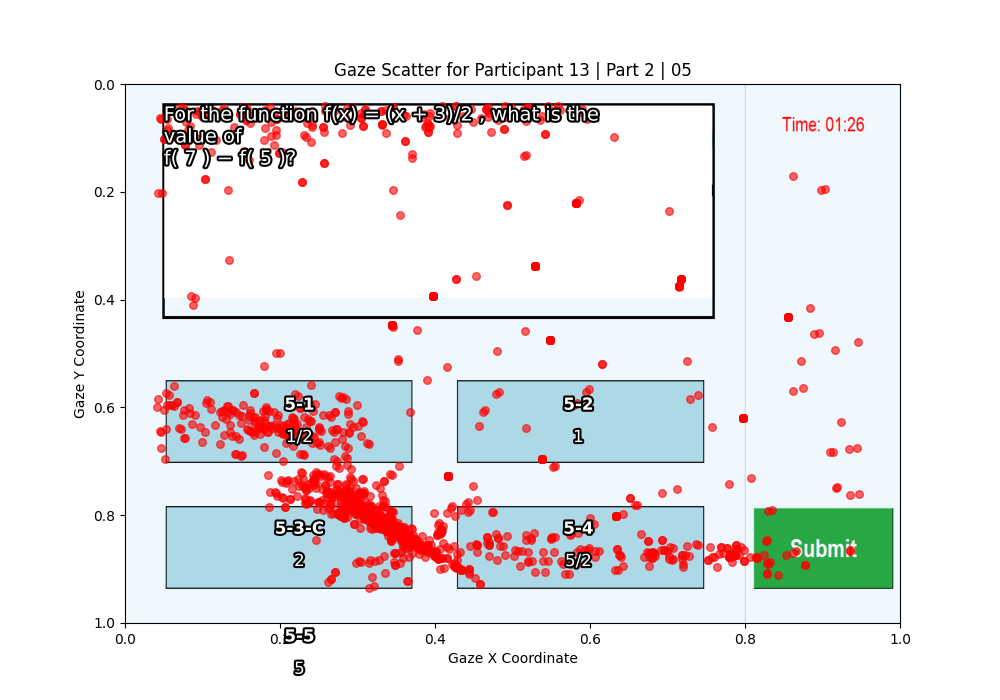 Gaze Scatter for Participant 13 | Part 2 | 05
0.0
For the function f(x) = (x + 3)/2 , what is the
value of
f( 7 ) − f( 5 )?
Time: 01:26
0.2
0.4
Gaze Y Coordinate
0.6
5-1
1/2
5-2
1
0.8
5-3-C
2
5-4
5/2
Submit
1.0
0.0
0.2
0.4
0.6
0.8
1.0
5-5
5
Gaze X Coordinate